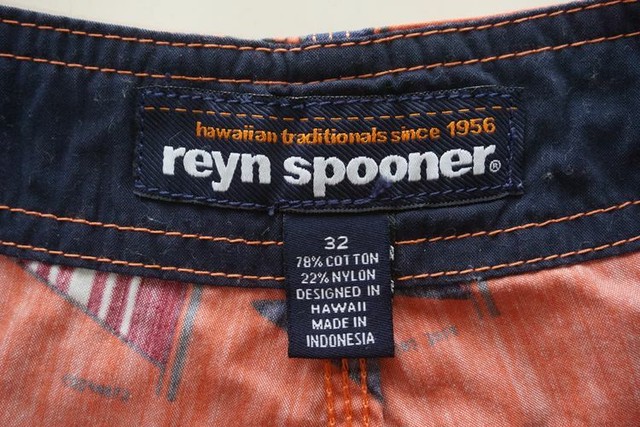 hawaiian traditionals since 1956
reyn spooner®
32
78% COTTON
22% NYLON
DESIGNED IN
HAWAII
MADE IN
INDONESIA